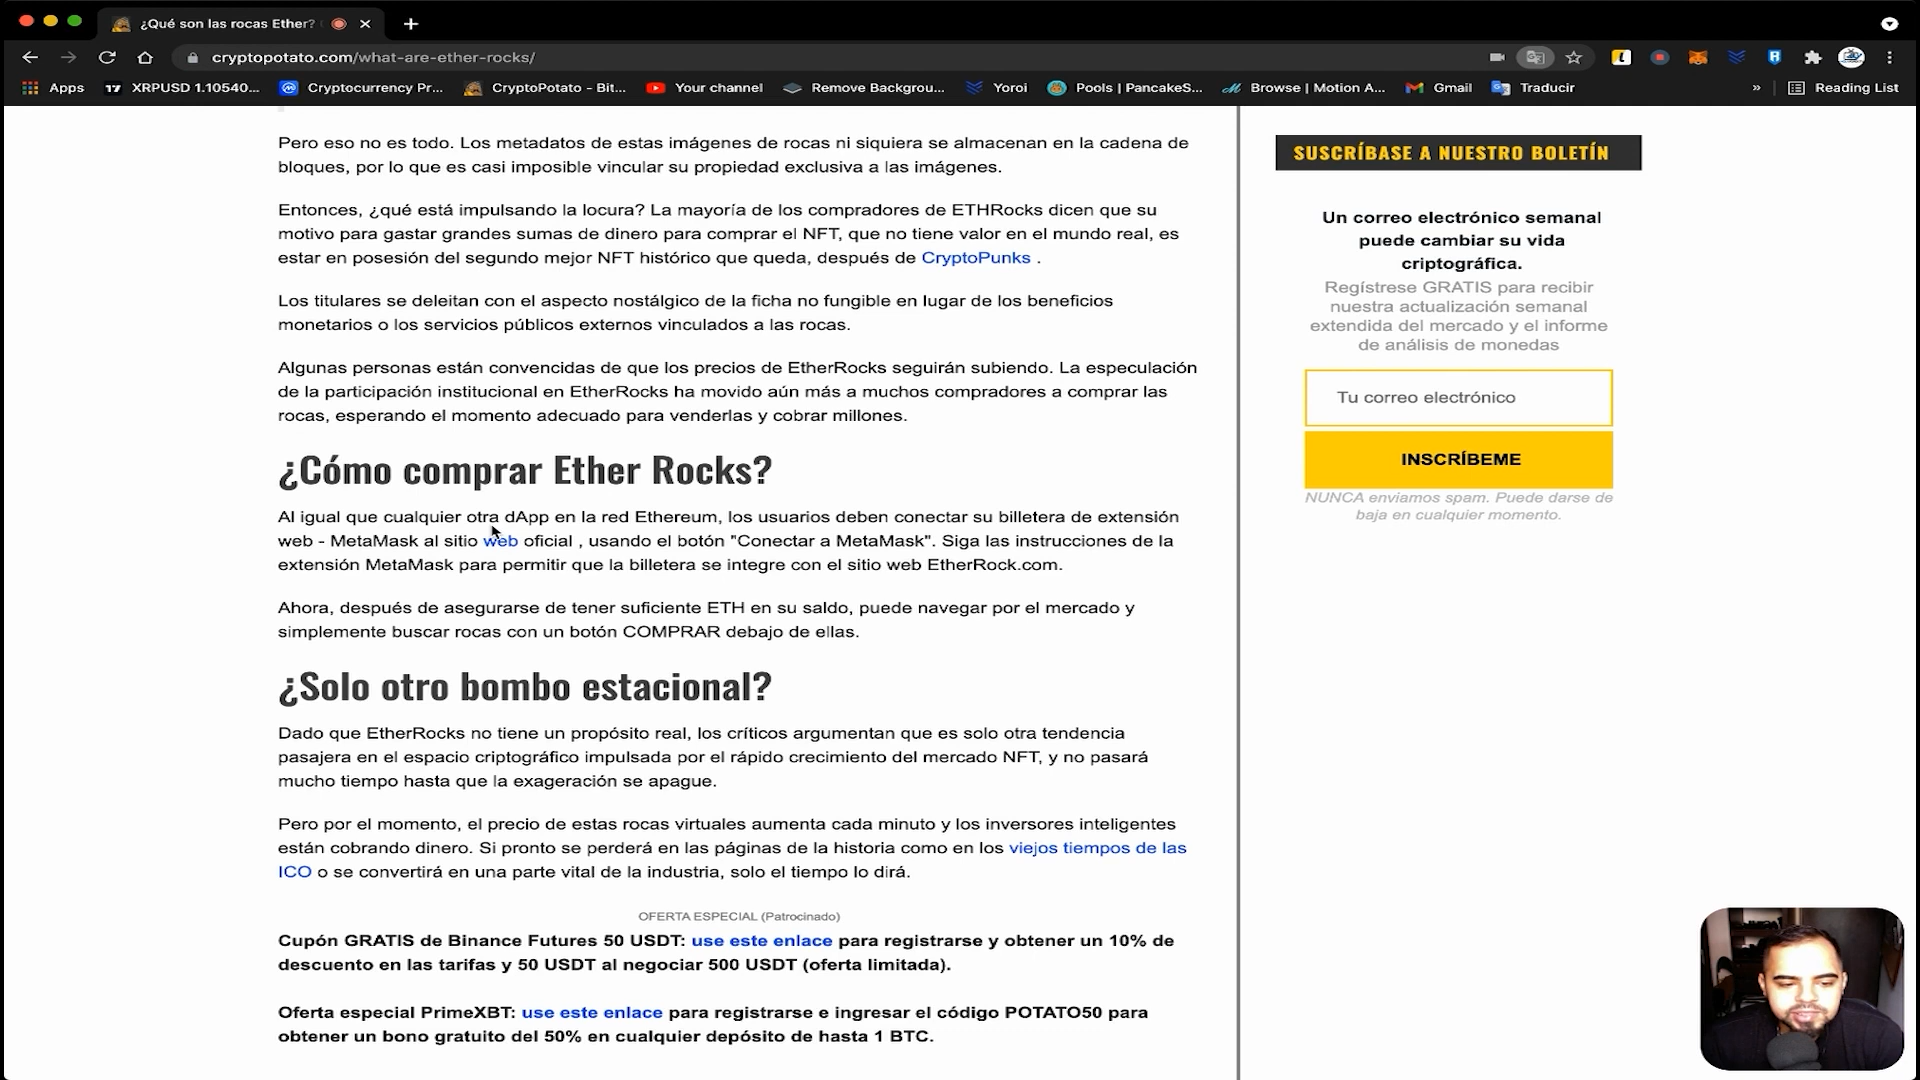 ¿Qué son las rocas Ether?
cryptopotato.com/what-are-ether-rocks/
Apps
XRPUSD 1.10540...
Cryptocurrency Pr...
CryptoPotato - Bit...
Your channel
Remove Backgrou...
Yoroi
Pools | PancakeS...
Browse | Motion A...
Gmail
Traducir
»
Reading List
Pero eso no es todo. Los metadatos de estas imágenes de rocas ni siquiera se almacenan en la cadena de
bloques, por lo que es casi imposible vincular su propiedad exclusiva a las imágenes.
Entonces, ¿qué está impulsando la locura? La mayoría de los compradores de ETHRocks dicen que su
motivo para gastar grandes sumas de dinero para comprar el NFT, que no tiene valor en el mundo real, es
estar en posesión del segundo mejor NFT histórico que queda, después de CryptoPunks .
Los titulares se deleitan con el aspecto nostálgico de la ficha no fungible en lugar de los beneficios
monetarios o los servicios públicos externos vinculados a las rocas.
Algunas personas están convencidas de que los precios de EtherRocks seguirán subiendo. La especulación
de la participación institucional en EtherRocks ha movido aún más a muchos compradores a comprar las
rocas, esperando el momento adecuado para venderlas y cobrar millones.
¿Cómo comprar Ether Rocks?
Al igual que cualquier otra dApp en la red Ethereum, los usuarios deben conectar su billetera de extensión
web - MetaMask al sitio web oficial , usando el botón "Conectar a MetaMask". Siga las instrucciones de la
extensión MetaMask para permitir que la billetera se integre con el sitio web EtherRock.com.
Ahora, después de asegurarse de tener suficiente ETH en su saldo, puede navegar por el mercado y
simplemente buscar rocas con un botón COMPRAR debajo de ellas.
¿Solo otro bombo estacional?
Dado que EtherRocks no tiene un propósito real, los críticos argumentan que es solo otra tendencia
pasajera en el espacio criptográfico impulsada por el rápido crecimiento del mercado NFT, y no pasará
mucho tiempo hasta que la exageración se apague.
Pero por el momento, el precio de estas rocas virtuales aumenta cada minuto y los inversores inteligentes
están cobrando dinero. Si pronto se perderá en las páginas de la historia como en los viejos tiempos de las
ICO o se convertirá en una parte vital de la industria, solo el tiempo lo dirá.
OFERTA ESPECIAL (Patrocinado)
Cupón GRATIS de Binance Futures 50 USDT: use este enlace para registrarse y obtener un 10% de
descuento en las tarifas y 50 USDT al negociar 500 USDT (oferta limitada).
Oferta especial PrimeXBT: use este enlace para registrarse e ingresar el código POTATO50 para
obtener un bono gratuito del 50% en cualquier depósito de hasta 1 BTC.
SUSCRÍBASE A NUESTRO BOLETÍN
Un correo electrónico semanal
puede cambiar su vida
criptográfica.
Regístrese GRATIS para recibir
nuestra actualización semanal
extendida del mercado y el informe
de análisis de monedas
Tu correo electrónico
INSCRÍBEME
NUNCA enviamos spam. Puede darse de
baja en cualquier momento.